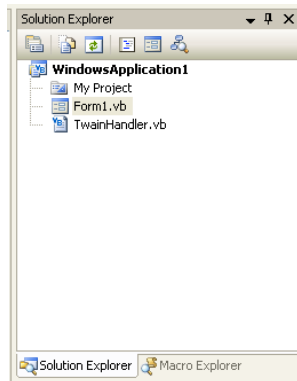 Solution Explorer
WindowsApplication1
My Project
Form1.vb
TwainHandler.vb
Solution Explorer Macro Explorer